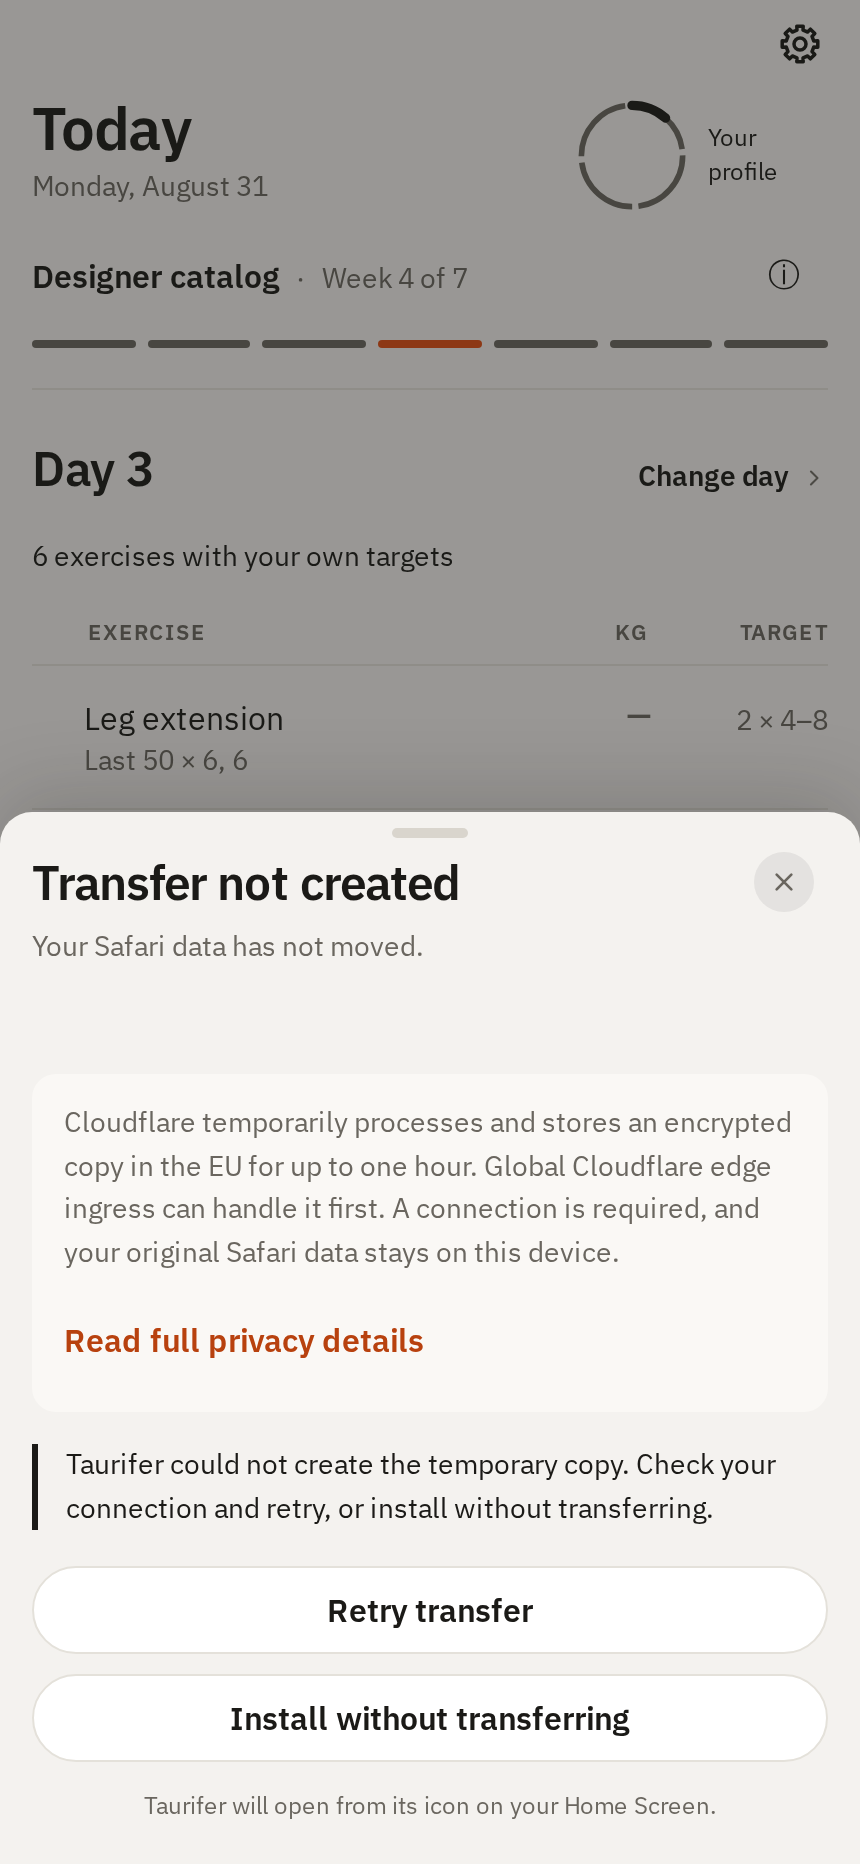 Today
Your
profile
Monday, August 31
Designer catalog · Week 4 of 7
Day 3
Change day
6 exercises with your own targets
EXERCISE KG TARGET
Leg extension — 2 × 4–8
Last 50 × 6, 6
Transfer not created
Your Safari data has not moved.
Cloudflare temporarily processes and stores an encrypted
copy in the EU for up to one hour. Global Cloudflare edge
ingress can handle it first. A connection is required, and
your original Safari data stays on this device.
Read full privacy details
Taurifer could not create the temporary copy. Check your
connection and retry, or install without transferring.
Retry transfer
Install without transferring
Taurifer will open from its icon on your Home Screen.